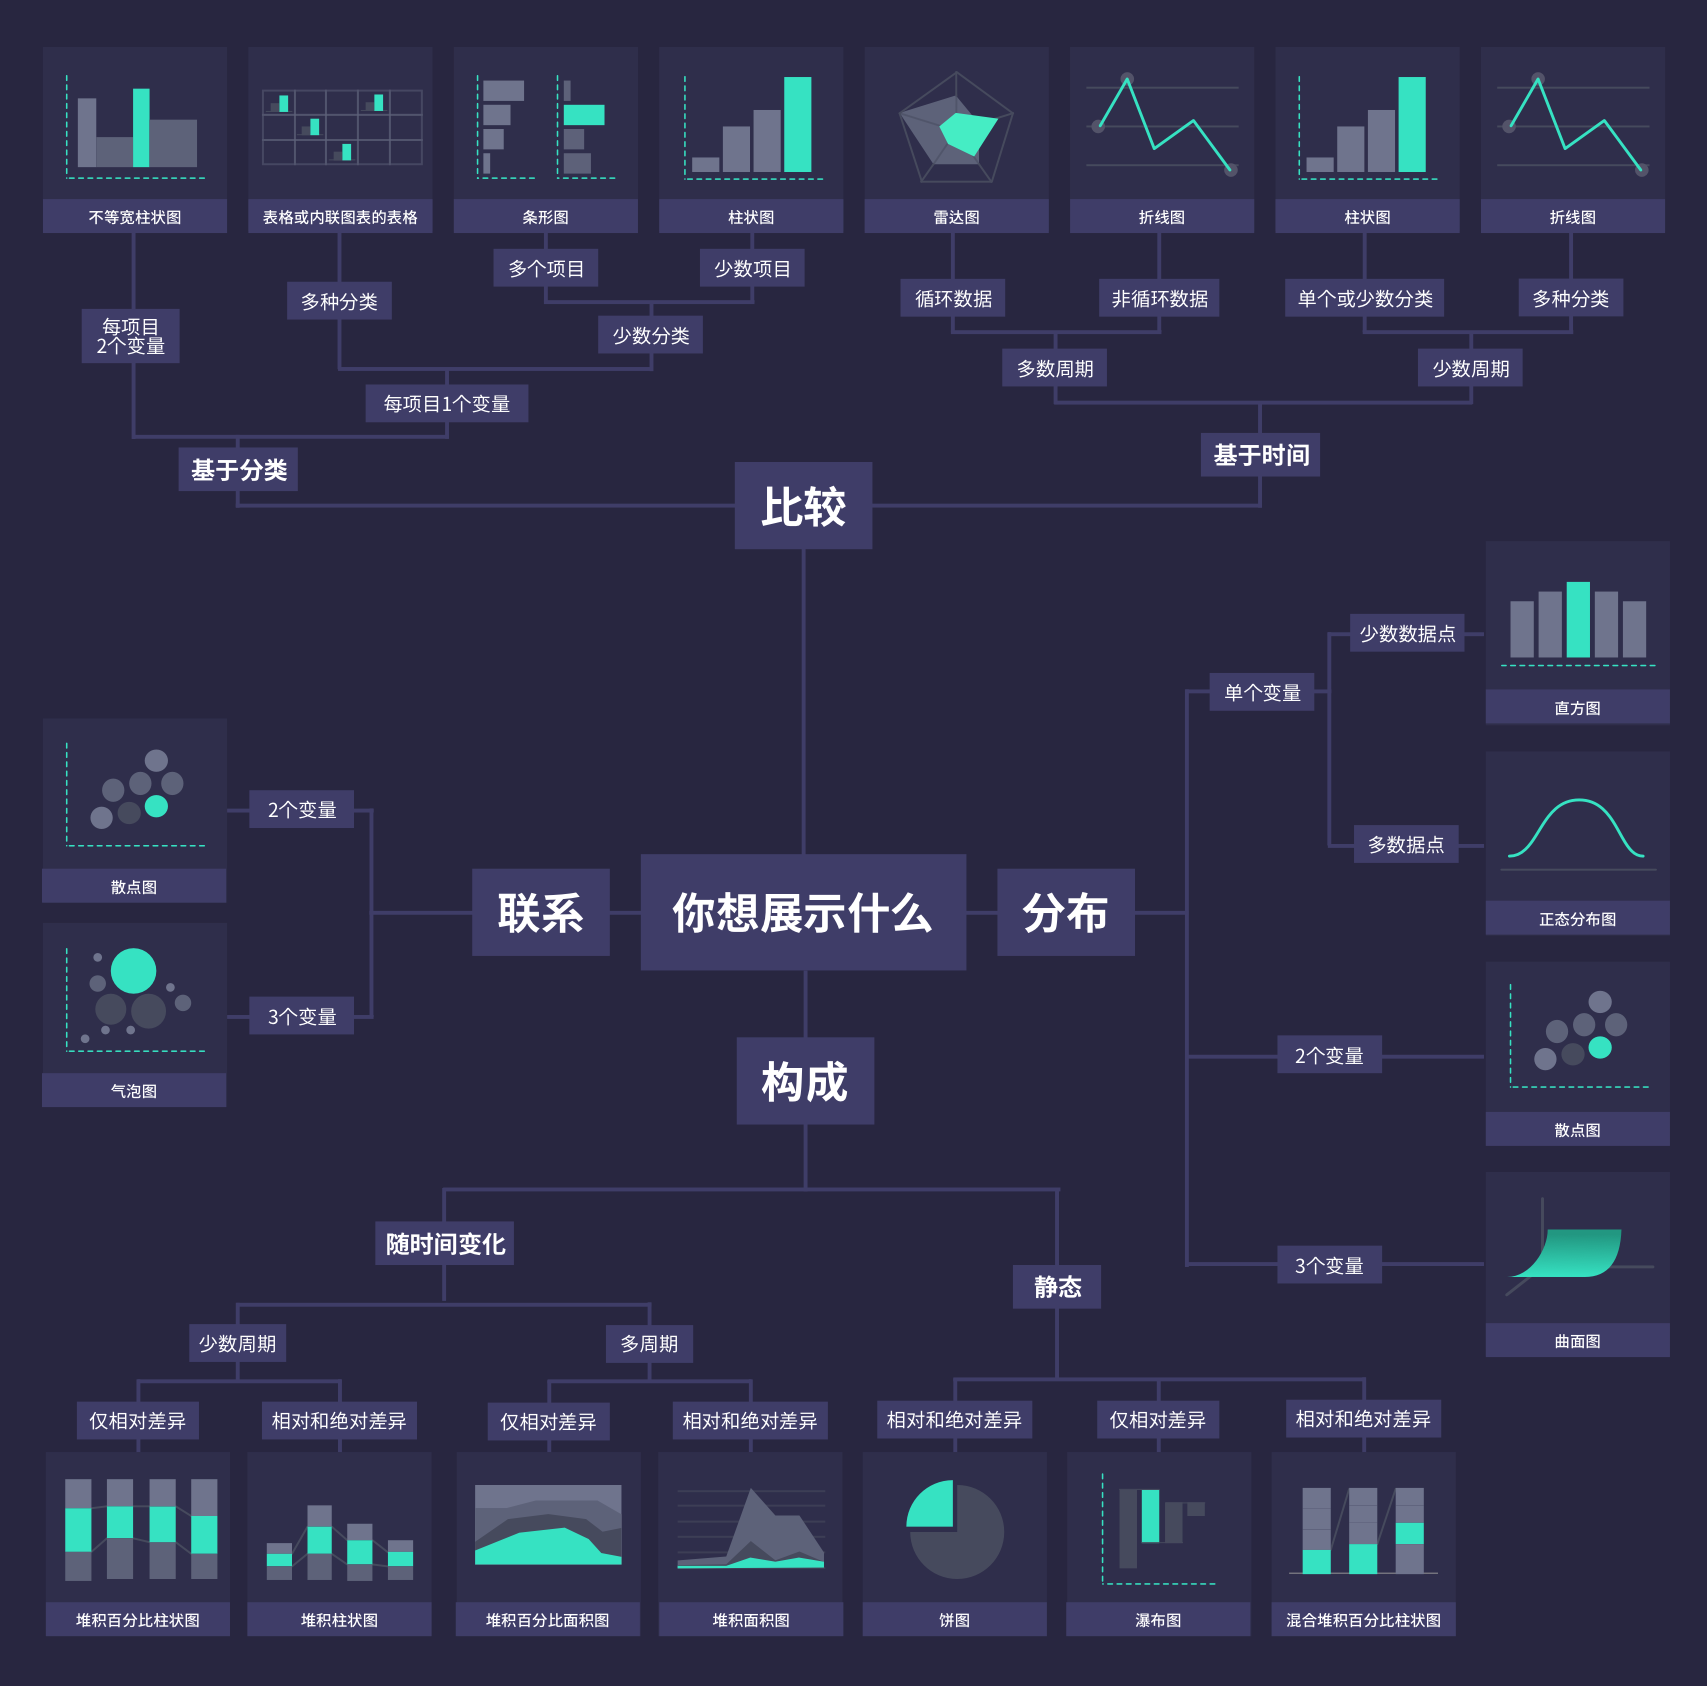 不等宽柱状图
表格或内联图表的表格
条形图
柱状图
雷达图
折线图
柱状图
折线图
多个项目
少数项目
循环数据
非循环数据
单个或少数分类
多种分类
多种分类
每项目
2个变量
少数分类
多数周期
少数周期
每项目1个变量
基于分类
基于时间
比较
少数数据点
单个变量
直方图
2个变量
多数据点
散点图
联系
你想展示什么
分布
正态分布图
3个变量
气泡图
构成
2个变量
散点图
随时间变化
静态
3个变量
曲面图
少数周期
多周期
仅相对差异
相对和绝对差异
仅相对差异
相对和绝对差异
相对和绝对差异
仅相对差异
相对和绝对差异
堆积百分比柱状图
堆积柱状图
堆积百分比面积图
堆积面积图
饼图
瀑布图
混合堆积百分比柱状图